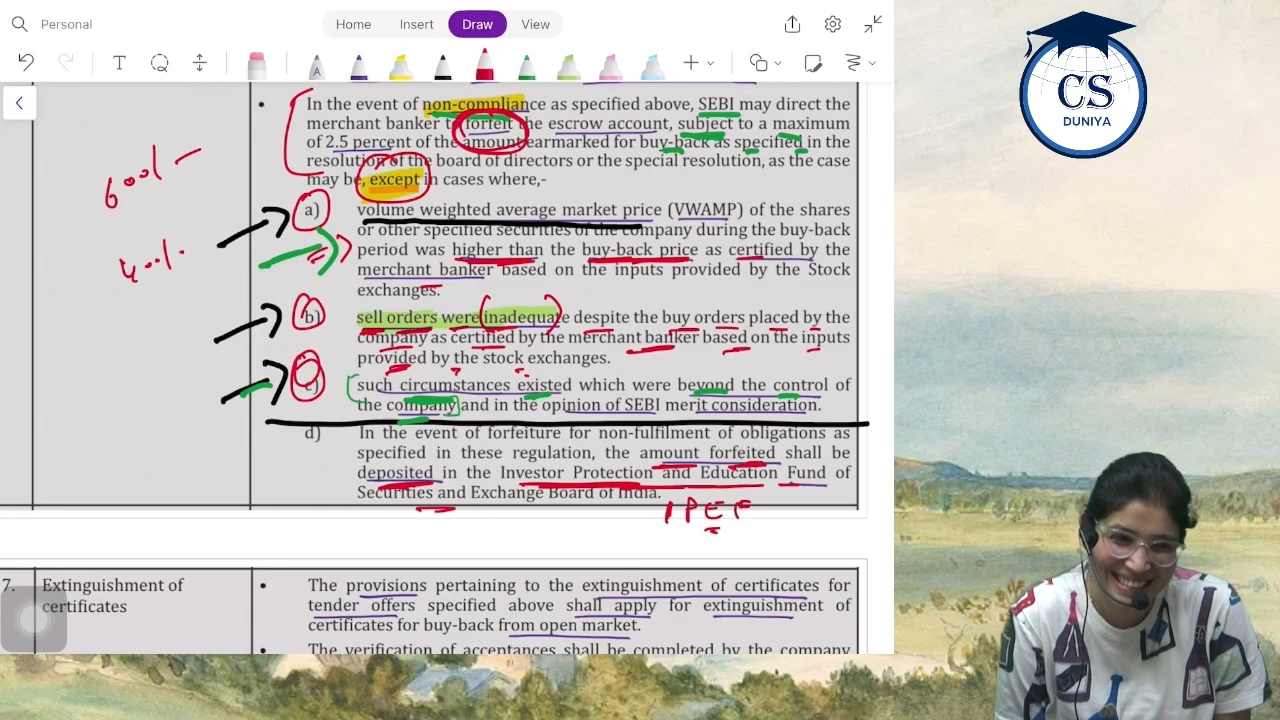 Personal
Home Insert Draw View
CS
DUNIYA
• In the event of non-compliance as specified above, SEBI may direct the
merchant banker to forfeit the escrow account, subject to a maximum
of 2.5 percent of the amount earmarked for buy-back as specified in the
resolution of the board of directors or the special resolution, as the case
may be, except in cases where,-
a) volume weighted average market price (VWAMP) of the shares
or other specified securities of the company during the buy-back
period was higher than the buy-back price as certified by the
merchant banker based on the inputs provided by the Stock
exchanges.
b) sell orders were inadequate despite the buy orders placed by the
company as certified by the merchant banker based on the inputs
provided by the stock exchanges.
c) such circumstances existed which were beyond the control of
the company and in the opinion of SEBI merit consideration.
d) In the event of forfeiture for non-fulfilment of obligations as
specified in these regulation, the amount forfeited shall be
deposited in the Investor Protection and Education Fund of
Securities and Exchange Board of India.
IPEF
7. Extinguishment of
certificates
• The provisions pertaining to the extinguishment of certificates for
tender offers specified above shall apply for extinguishment of
certificates for buy-back from open market.
• The verification of acceptances shall be completed by the company